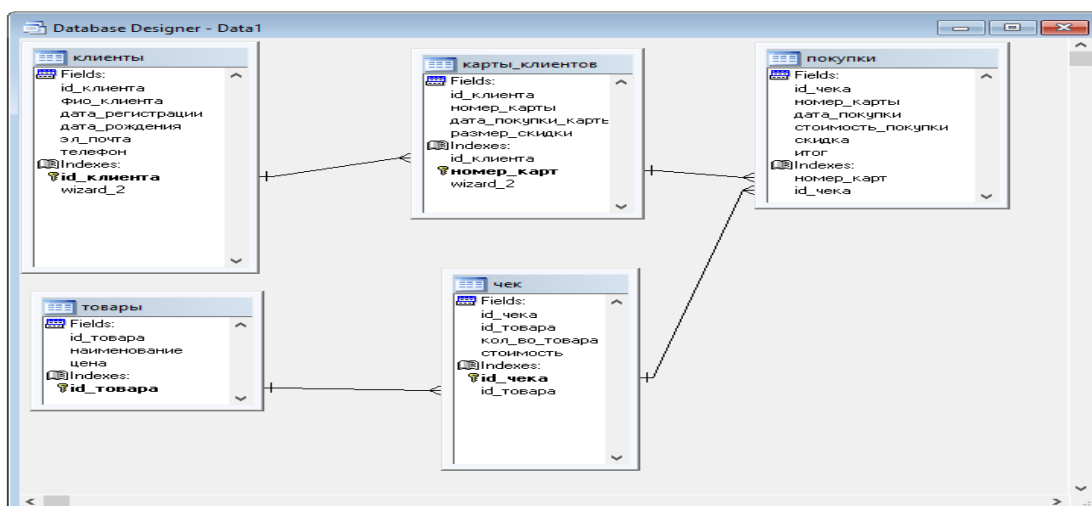 Database Designer - Data1
клиенты
Fields:
id_клиента
фио_клиента
дата_регистрации
дата_рождения
эл_почта
телефон
Indexes:
id_клиента
wizard_2
карты_клиентов
Fields:
id_клиента
номер_карты
дата_покупки_карть
размер_скидки
Indexes:
id_клиента
номер_карт
wizard_2
покупки
Fields:
id_чека
номер_карты
дата_покупки
стоимость_покупки
скидка
итог
Indexes:
номер_карт
id_чека
товары
Fields:
id_товара
наименование
цена
Indexes:
id_товара
чек
Fields:
id_чека
id_товара
кол_во_товара
стоимость
Indexes:
id_чека
id_товара